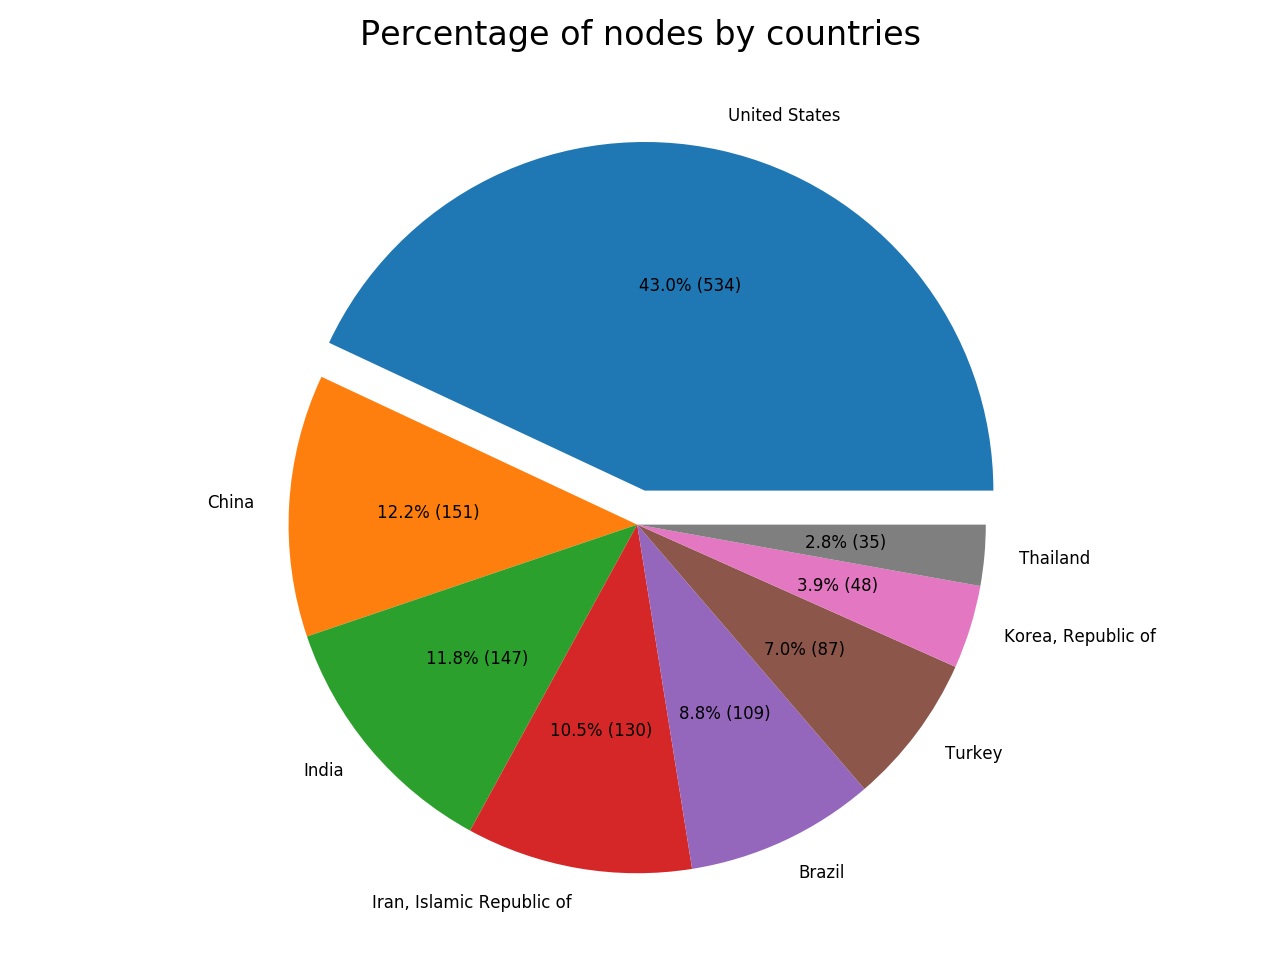 Percentage of nodes by countries
United States
43.0% (534)
China
12.2% (151)
2.8% (35)
Thailand
3.9% (48)
Korea, Republic of
11.8% (147)
7.0% (87)
10.5% (130)
8.8% (109)
Turkey
India
Brazil
Iran, Islamic Republic of